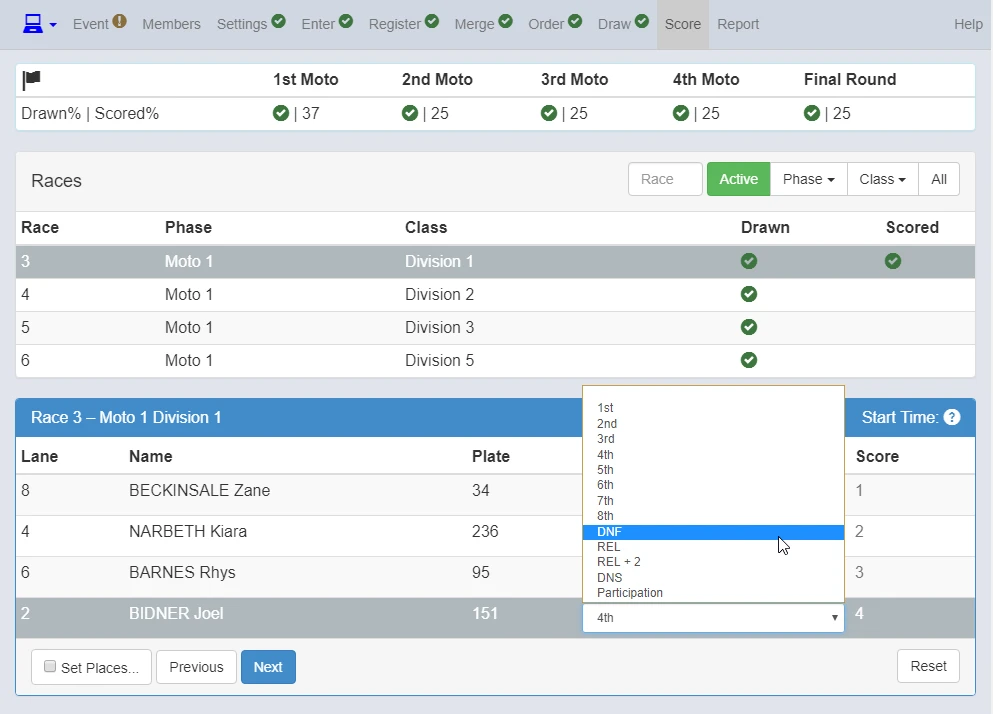 Event Members Settings Enter Register Merge Order Draw Score Report Help
1st Moto 2nd Moto 3rd Moto 4th Moto Final Round
Drawn% | Scored% | 37 | 25 | 25 | 25 | 25
Races Race Active Phase Class All
Race Phase Class Drawn Scored
3 Moto 1 Division 1
4 Moto 1 Division 2
5 Moto 1 Division 3
6 Moto 1 Division 5
Race 3 – Moto 1 Division 1 Start Time:
Lane Name Plate Score
8 BECKINSALE Zane 34 1
4 NARBETH Kiara 236 2
6 BARNES Rhys 95 3
2 BIDNER Joel 151 4th 4
1st
2nd
3rd
4th
5th
6th
7th
8th
DNF
REL
REL + 2
DNS
Participation
Set Places... Previous Next Reset